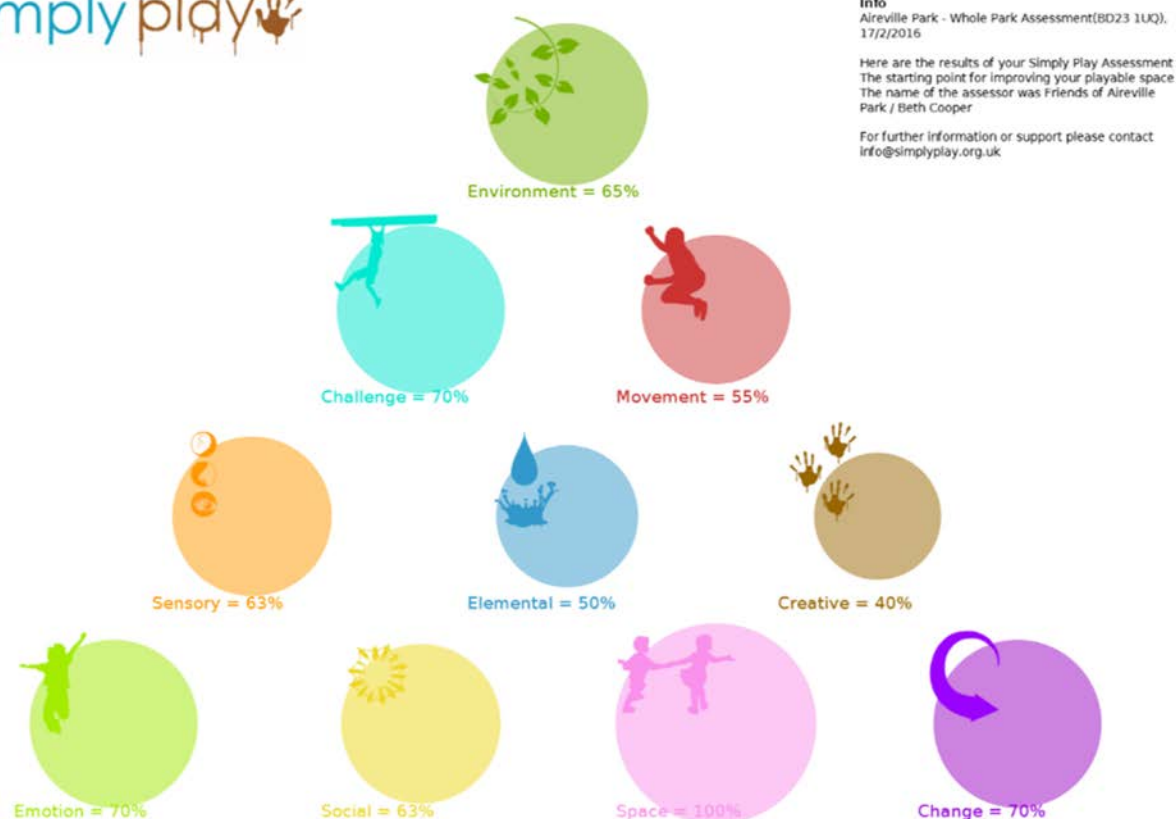 play
Info
Aireville Park - Whole Park Assessment(BD23 1UQ),
17/2/2016
Here are the results of your Simply Play Assessment
The starting point for improving your playable space
The name of the assessor was Friends of Aireville
Park / Beth Cooper
For further information or support please contact
info@simplyplay.org.uk
Environment = 65%
Challenge = 70%
Movement = 55%
Sensory = 63%
Elemental = 50%
Creative = 40%
Emotion = 70%
Social = 63%
Space = 100%
Change = 70%